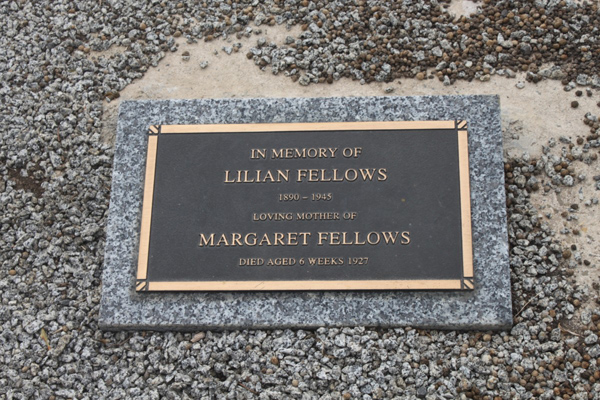 IN MEMORY OF
LILIAN FELLOWS
1890 – 1945
LOVING MOTHER OF
MARGARET FELLOWS
DIED AGED 6 WEEKS 1927